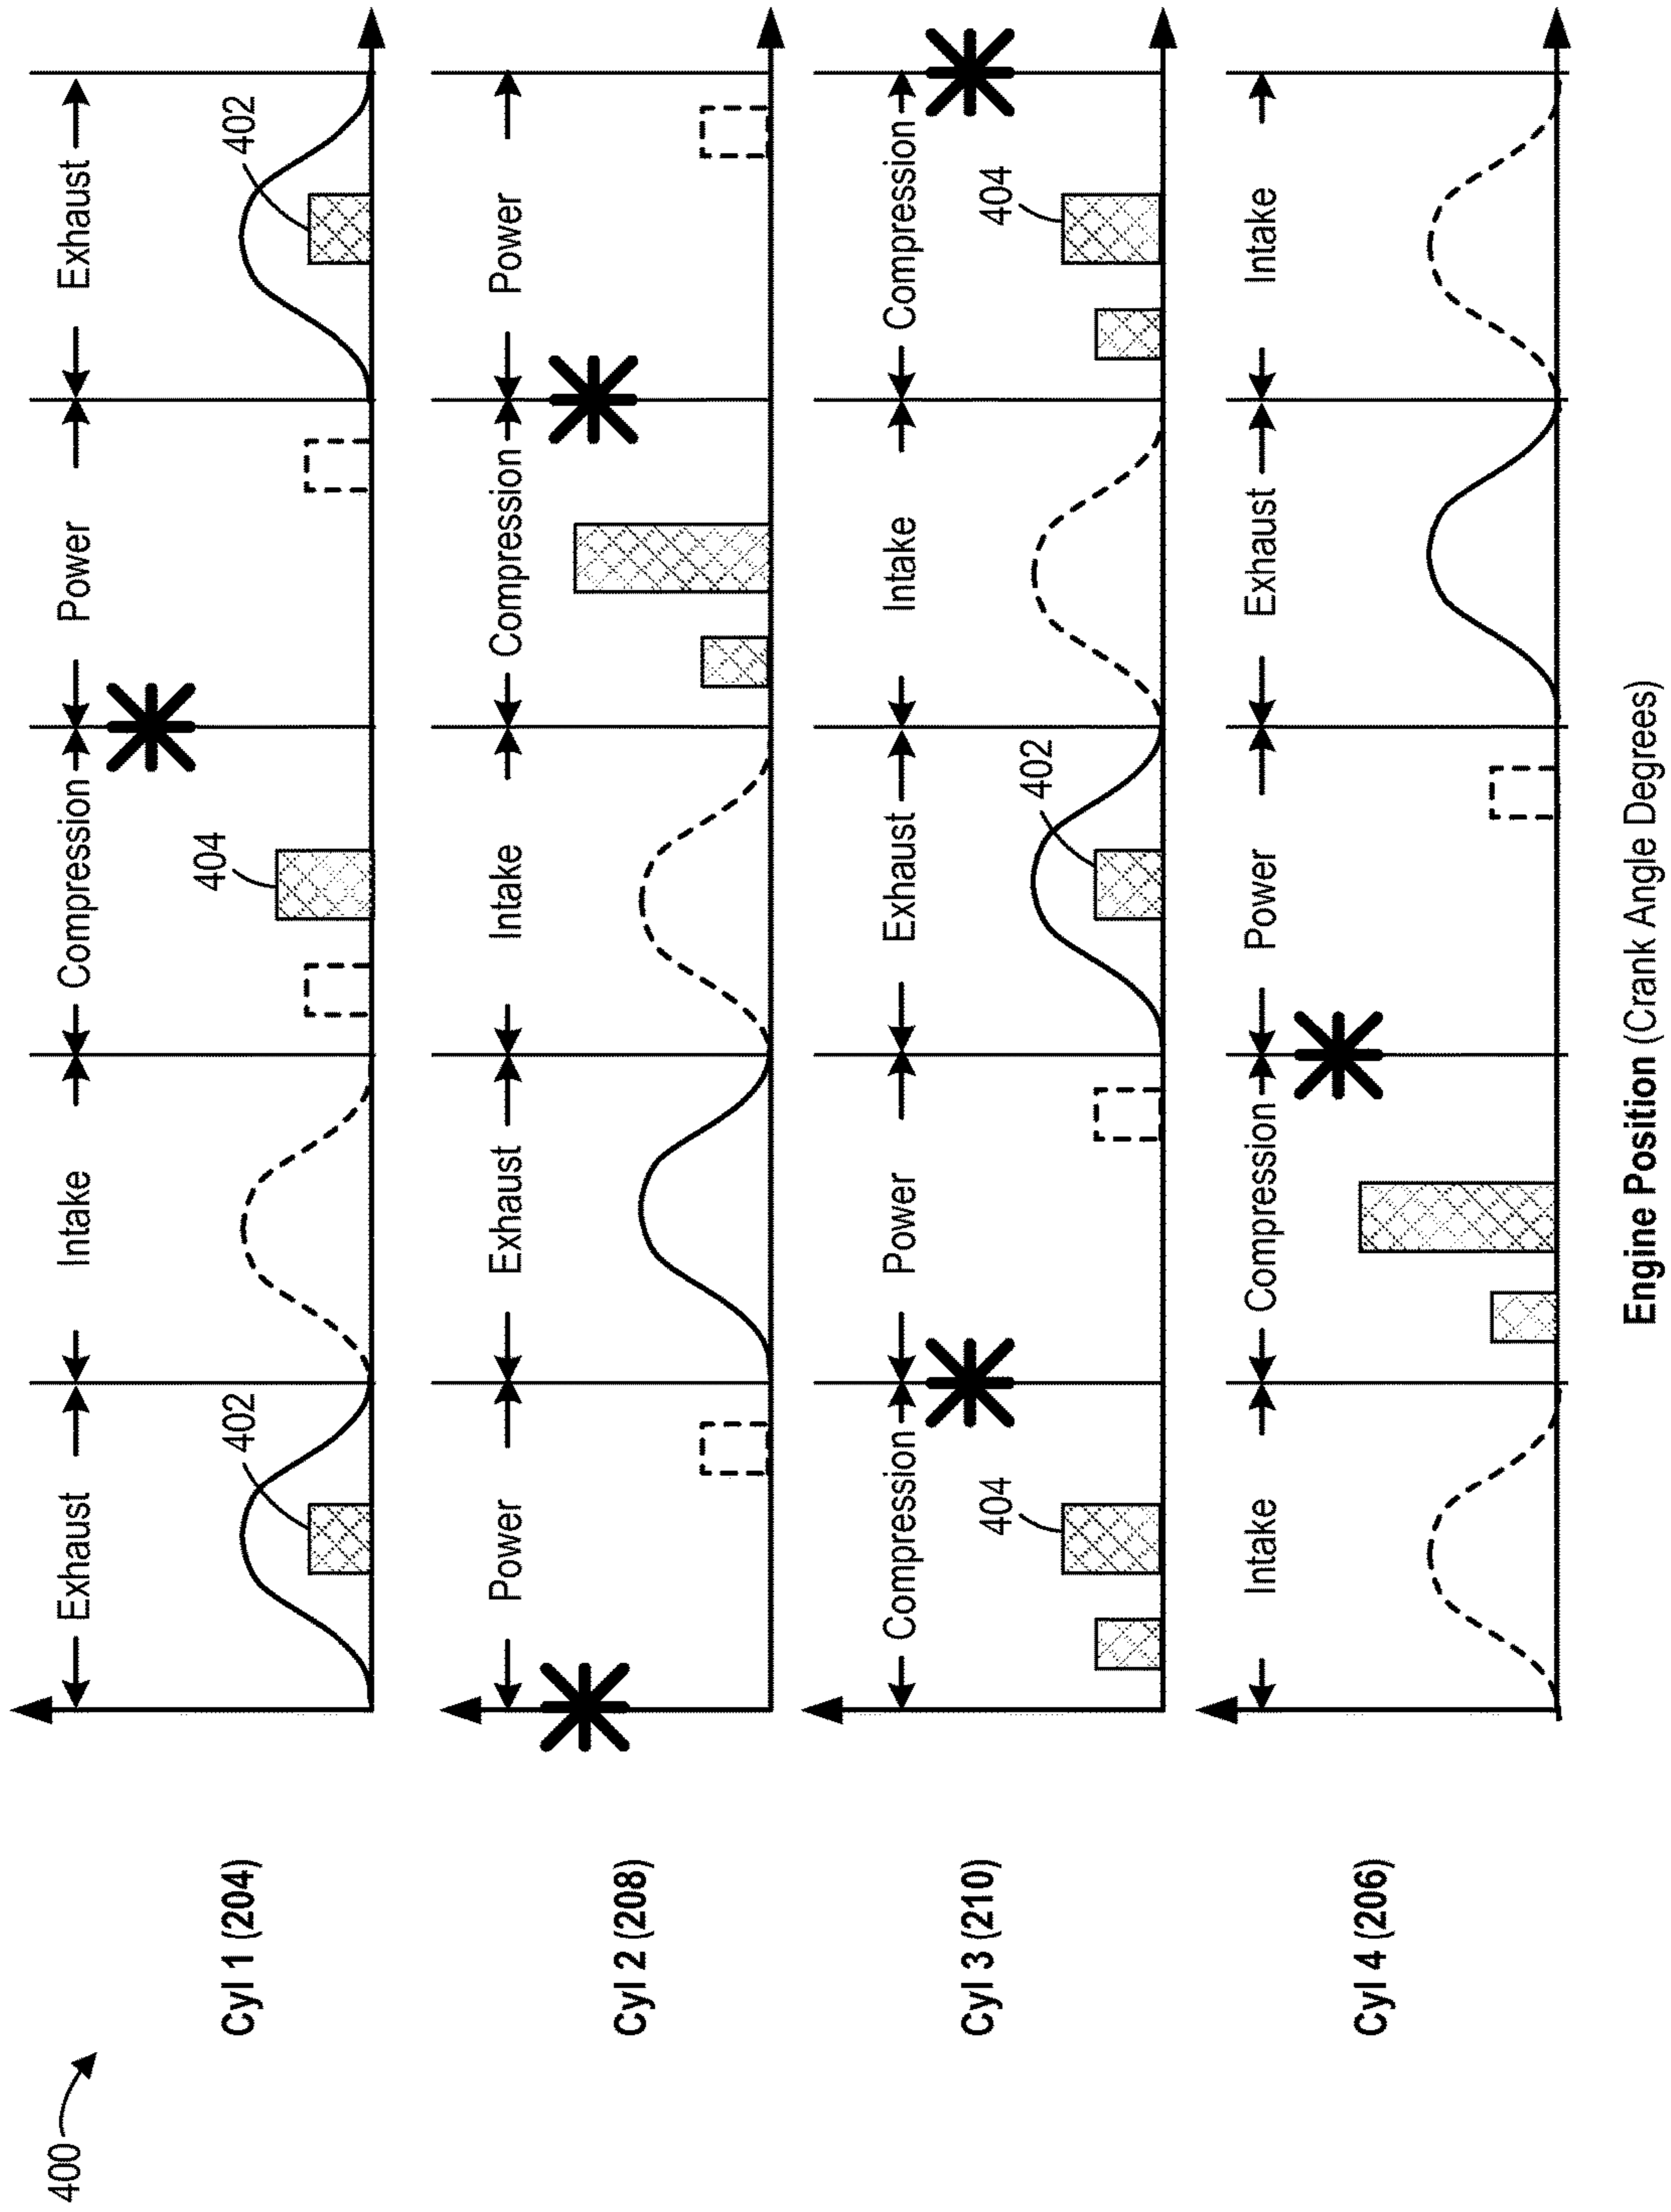 400
Cyl 1 (204)
Exhaust
Intake
Compression
Power
Exhaust
402
404
402
Cyl 2 (208)
Power
Exhaust
Intake
Compression
Power
Cyl 3 (210)
Compression
Power
Exhaust
Intake
Compression
404
402
404
Cyl 4 (206)
Intake
Compression
Power
Exhaust
Intake
Engine Position (Crank Angle Degrees)